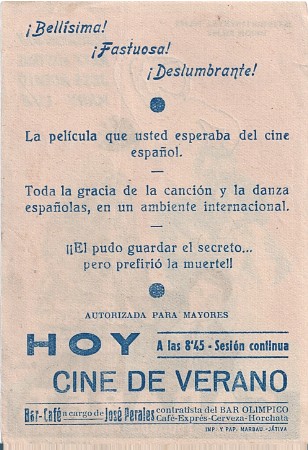 ¡Bellísima!
¡Fastuosa!
¡Deslumbrante!
La película que usted esperaba del cine
español.
Toda la gracia de la canción y la danza
españolas, en un ambiente internacional.
¡¡El pudo guardar el secreto...
pero prefirió la muerte!!
AUTORIZADA PARA MAYORES
HOY A las 8'45 - Sesión continua
CINE DE VERANO
Bar-Café a cargo de José Perales contratista del BAR OLIMPICO
Café-Exprés-Cerveza-Horchata
IMP. Y PAP. MARBAU - JÁTIVA